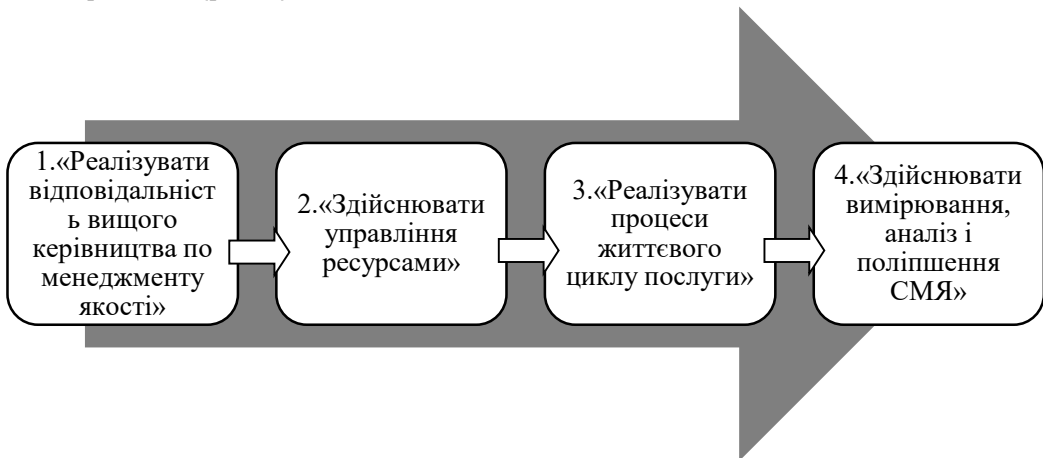 1.«Реалізувати
відповідальніст
ь вищого
керівництва по
менеджменту
якості»
2.«Здійснювати
управління
ресурсами»
3.«Реалізувати
процеси
життєвого
циклу послуги»
4.«Здійснювати
вимірювання,
аналіз і
поліпшення
СМЯ»